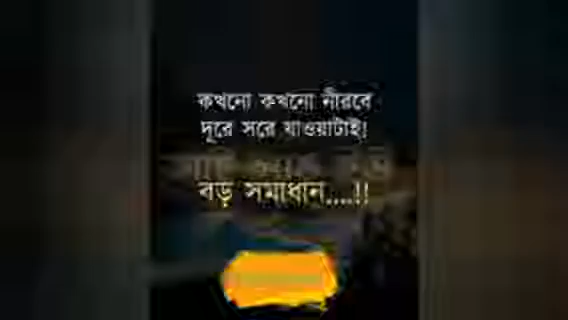 কখনো কখনো নীরবে
দূরে সরে যাওয়াটাই!
বড় সমাধান....!!